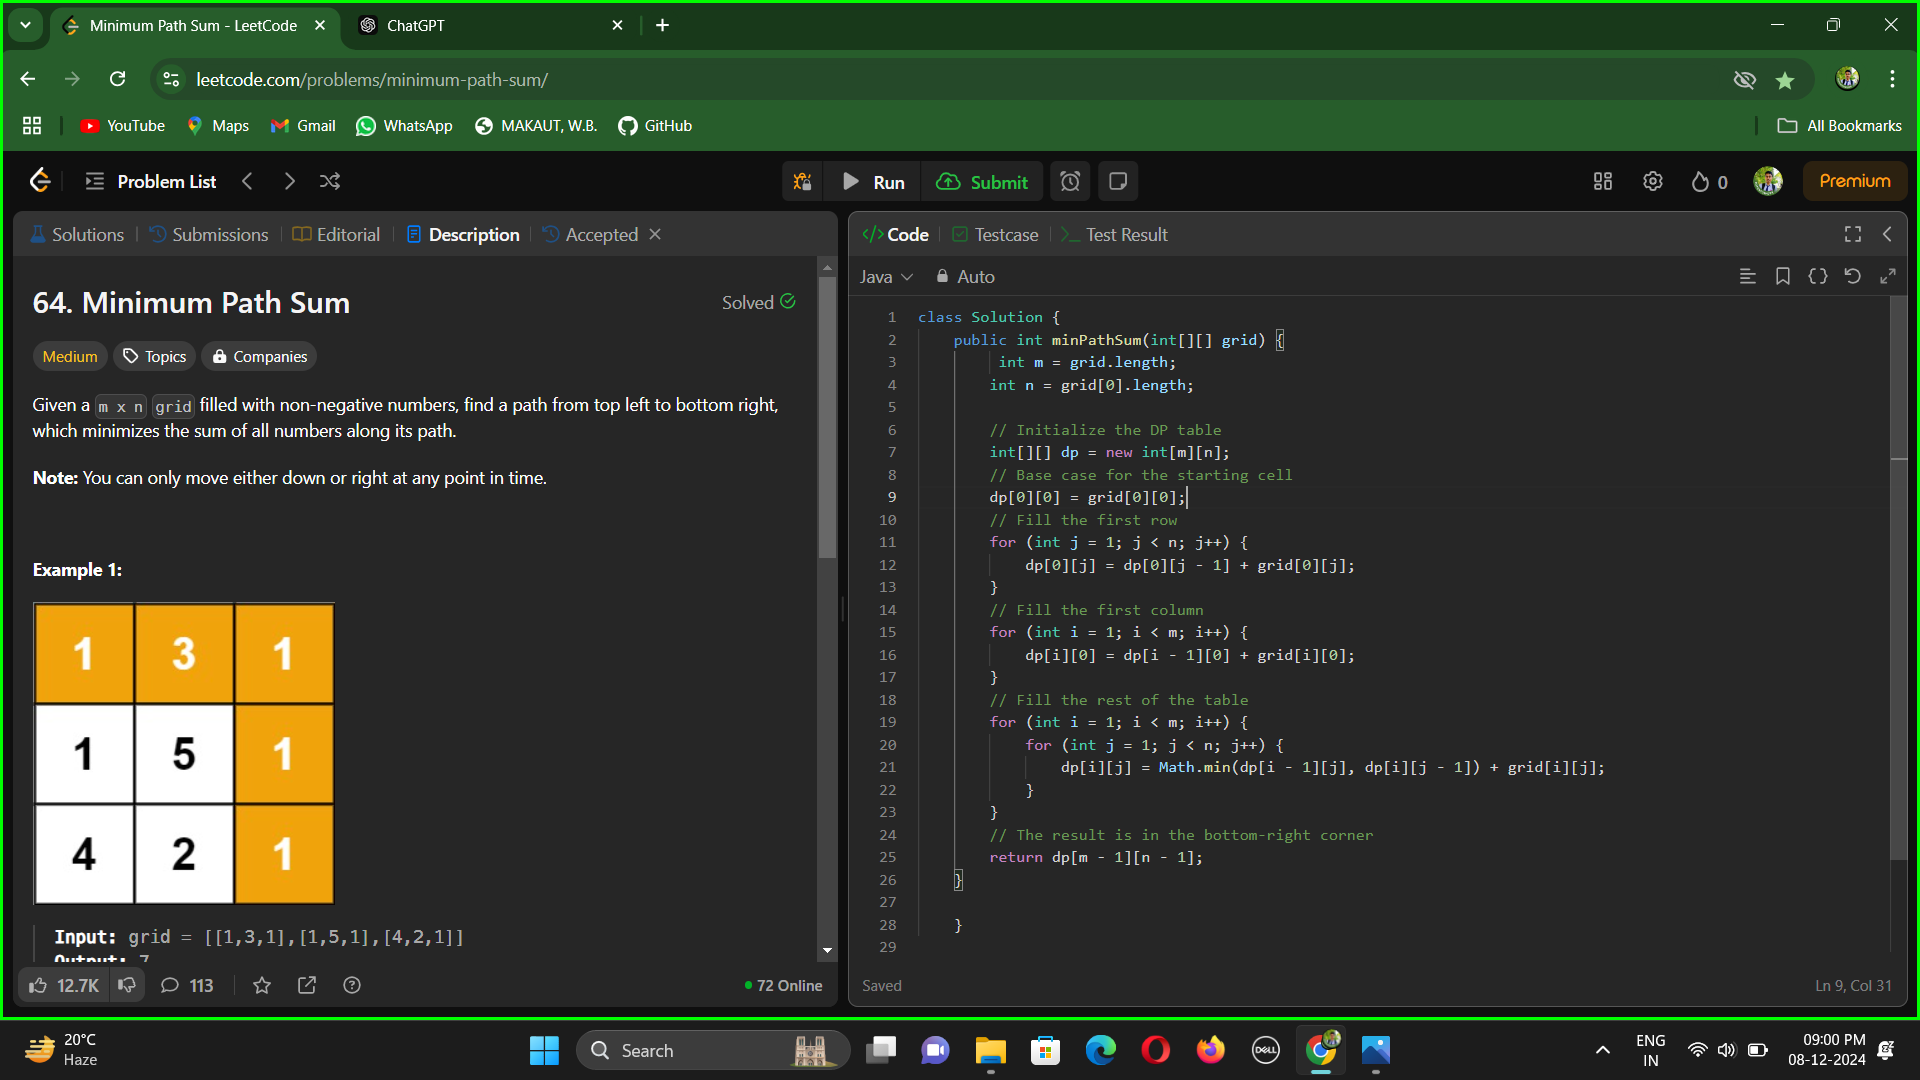 Minimum Path Sum - LeetCode
ChatGPT
leetcode.com/problems/minimum-path-sum/
YouTube
Maps
Gmail
WhatsApp
MAKAUT, W.B.
GitHub
All Bookmarks
Problem List
Run
Submit
0
Premium
Solutions
Submissions
Editorial
Description
Accepted
64. Minimum Path Sum
Solved
Medium
Topics
Companies
Given a m x n grid filled with non-negative numbers, find a path from top left to bottom right,
which minimizes the sum of all numbers along its path.
Note: You can only move either down or right at any point in time.
Example 1:
1 3 1
1 5 1
4 2 1
Input: grid = [[1,3,1],[1,5,1],[4,2,1]]
Output: 7
12.7K
113
72 Online
Code
Testcase
Test Result
Java
Auto
1 class Solution {
2 public int minPathSum(int[][] grid) {
3 int m = grid.length;
4 int n = grid[0].length;
5
6 // Initialize the DP table
7 int[][] dp = new int[m][n];
8 // Base case for the starting cell
9 dp[0][0] = grid[0][0];
10 // Fill the first row
11 for (int j = 1; j < n; j++) {
12 dp[0][j] = dp[0][j - 1] + grid[0][j];
13 }
14 // Fill the first column
15 for (int i = 1; i < m; i++) {
16 dp[i][0] = dp[i - 1][0] + grid[i][0];
17 }
18 // Fill the rest of the table
19 for (int i = 1; i < m; i++) {
20 for (int j = 1; j < n; j++) {
21 dp[i][j] = Math.min(dp[i - 1][j], dp[i][j - 1]) + grid[i][j];
22 }
23 }
24 // The result is in the bottom-right corner
25 return dp[m - 1][n - 1];
26 }
27
28 }
29
Saved
Ln 9, Col 31
20°C
Haze
Search
DELL
ENG
IN
09:00 PM
08-12-2024